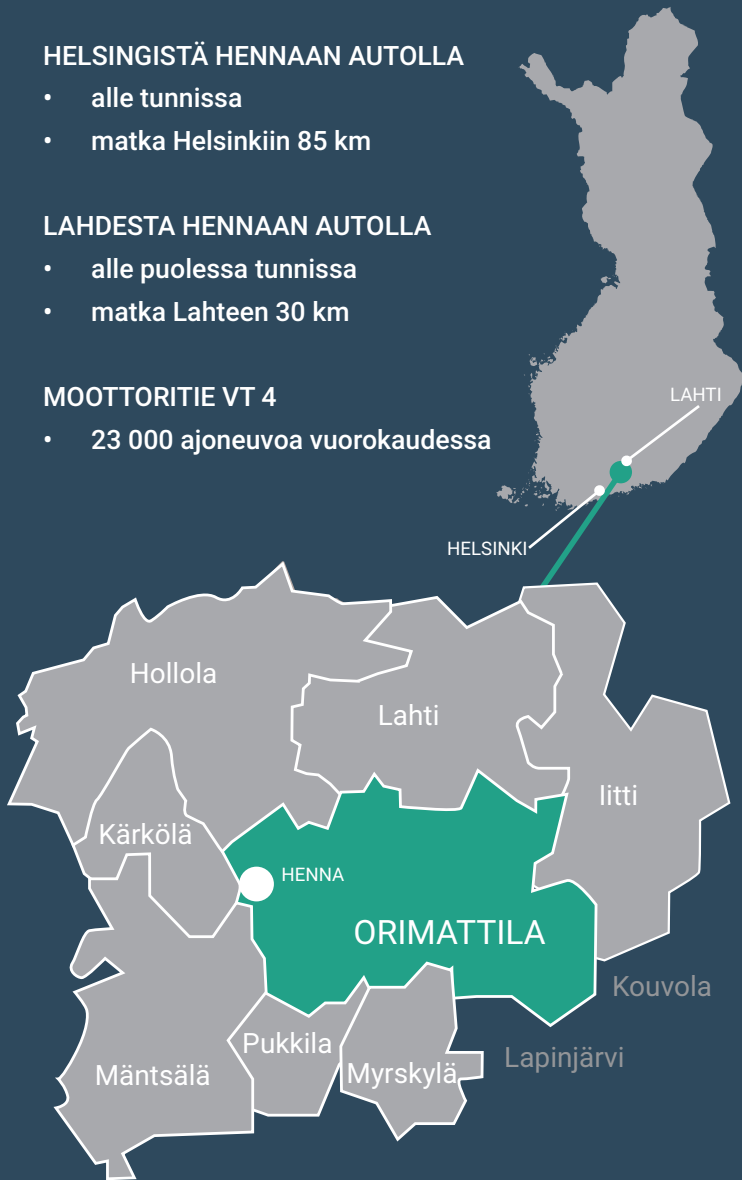 HELSINGISTÄ HENNAAN AUTOLLA
• alle tunnissa
• matka Helsinkiin 85 km
LAHDESTA HENNAAN AUTOLLA
• alle puolessa tunnissa
• matka Lahteen 30 km
MOOTTORITIE VT 4
• 23 000 ajoneuvoa vuorokaudessa
LAHTI
HELSINKI
Hollola
Lahti
Iitti
Kärkölä
HENNA
ORIMATTILA
Kouvola
Pukkila
Lapinjärvi
Mäntsälä
Myrskylä